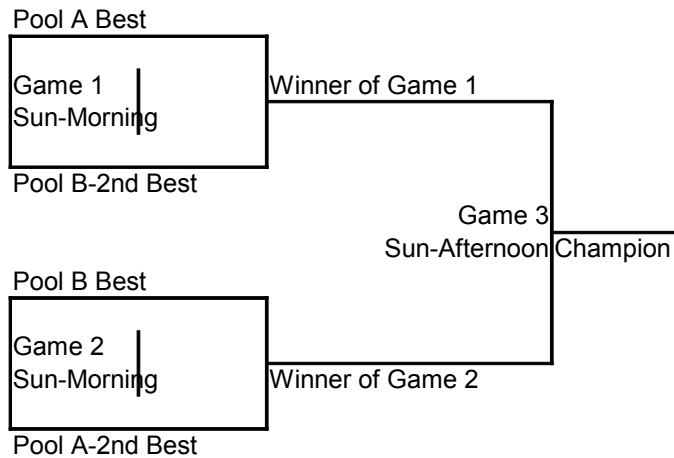 Pool A Best
Game 1
Sun-Morning
Winner of Game 1
Pool B-2nd Best
Game 3
Sun-Afternoon
Champion
Pool B Best
Game 2
Sun-Morning
Winner of Game 2
Pool A-2nd Best